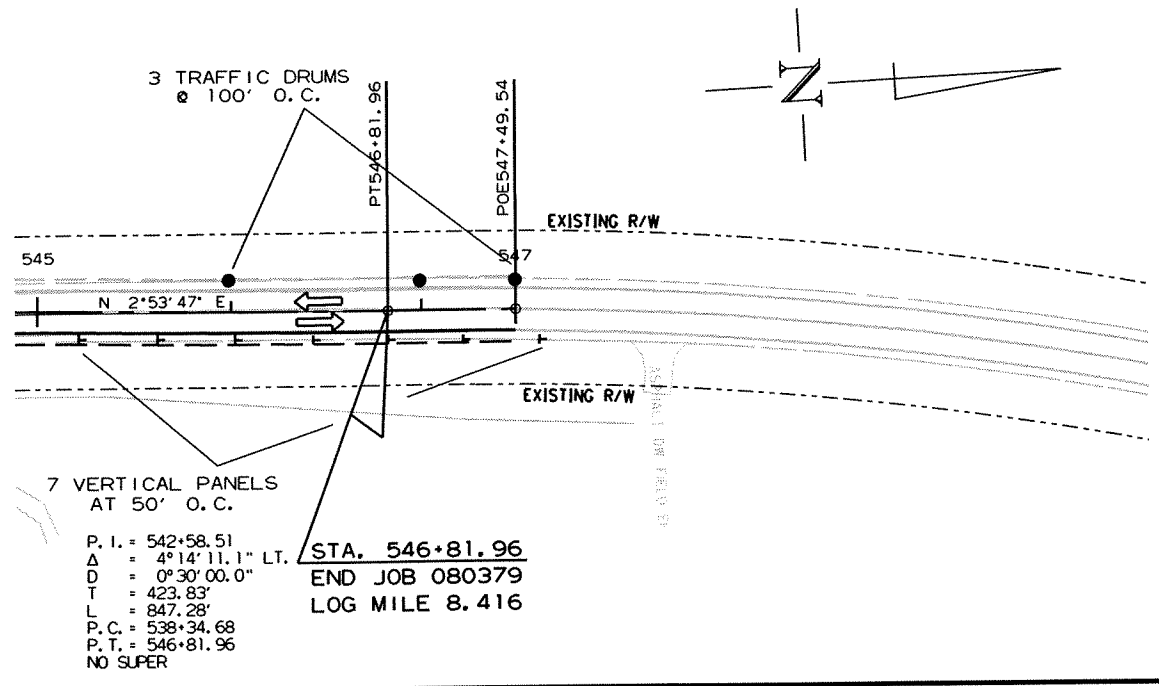 3 TRAFFIC DRUMS
@ 100' O.C.
PT546+81.96
POE547+49.54
N
EXISTING R/W
545
547
N 2°53'47" E
EXISTING R/W
ASPHALT DW FIELD D
7 VERTICAL PANELS
AT 50' O.C.
P.I. = 542+58.51
Δ = 4°14'11.1" LT.
D = 0°30'00.0"
T = 423.83'
L = 847.28'
P.C. = 538+34.68
P.T. = 546+81.96
NO SUPER
STA. 546+81.96
END JOB 080379
LOG MILE 8.416